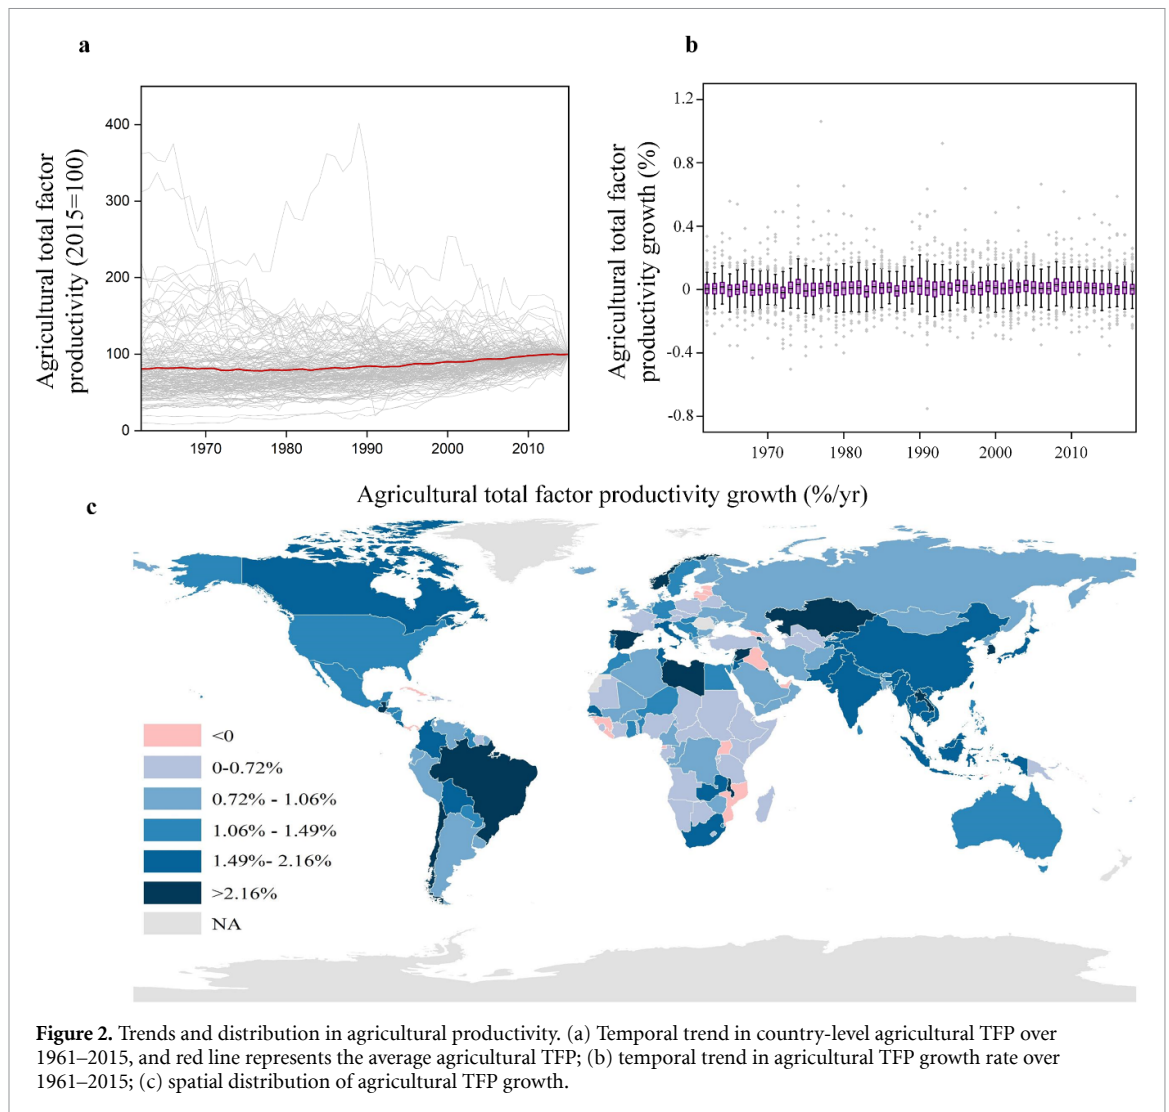 a
b
Agricultural total factor
productivity (2015=100)
400
300
200
100
0
1970
1980
1990
2000
2010
Agricultural total factor
productivity growth (%)
1.2
0.8
0.4
0
-0.4
-0.8
1970
1980
1990
2000
2010
Agricultural total factor productivity growth (%/yr)
c
<0
0-0.72%
0.72% - 1.06%
1.06% - 1.49%
1.49%- 2.16%
>2.16%
NA
Figure 2. Trends and distribution in agricultural productivity. (a) Temporal trend in country-level agricultural TFP over
1961–2015, and red line represents the average agricultural TFP; (b) temporal trend in agricultural TFP growth rate over
1961–2015; (c) spatial distribution of agricultural TFP growth.